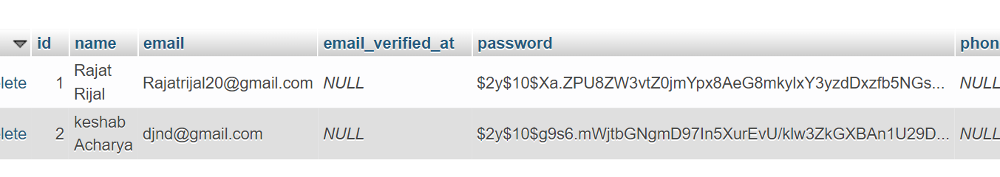 id name email email_verified_at password phon
lete 1 Rajat Rijal Rajatrijal20@gmail.com NULL $2y$10$Xa.ZPU8ZW3vtZ0jmYpx8AeG8mkylxY3yzdDxzfb5NGs... NULL
lete 2 keshab Acharya djnd@gmail.com NULL $2y$10$g9s6.mWjtbGNgmD97In5XurEvU/klw3ZkGXBAn1U29D... NULL